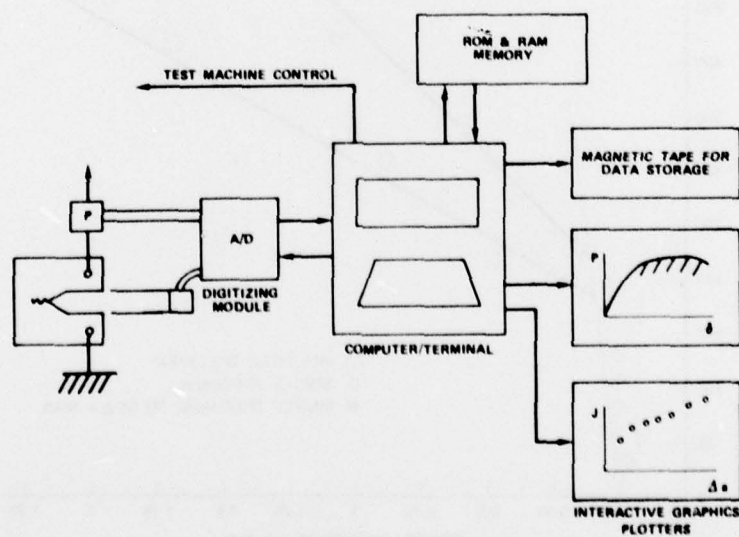 ROM & RAM
MEMORY
TEST MACHINE CONTROL
MAGNETIC TAPE FOR
DATA STORAGE
P
A/D
DIGITIZING
MODULE
COMPUTER/TERMINAL
P
δ
J
Δa
INTERACTIVE GRAPHICS
PLOTTERS